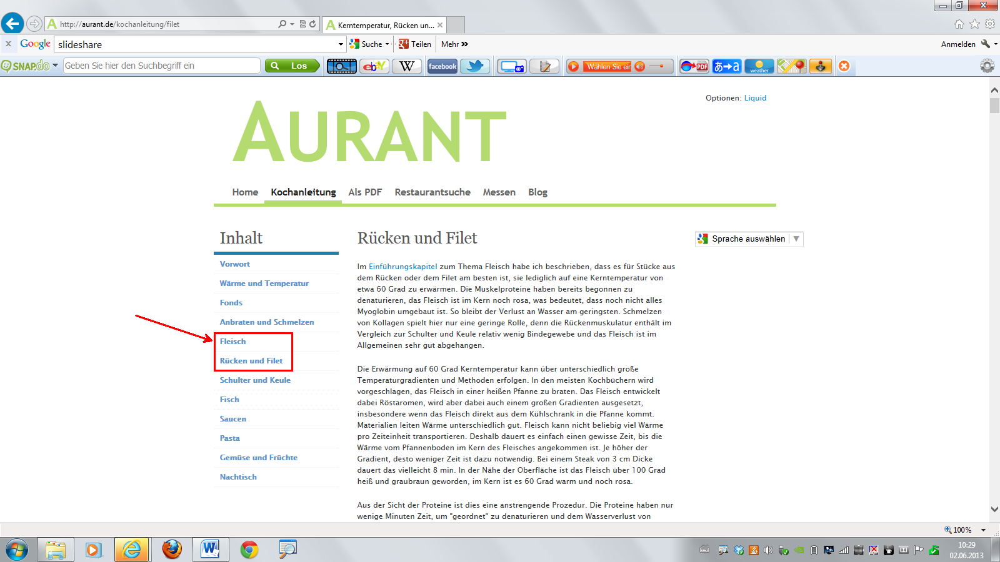 http://aurant.de/kochanleitung/filet
Kerntemperatur, Rücken un...
Google
slideshare
Suche
Teilen
Mehr
Anmelden
SNAP.do
Geben Sie hier den Suchbegriff ein
Los
ebaY
W
facebook
Wählen Sie ein
PDF
あ→a
weather
Optionen: Liquid
AURANT
Home
Kochanleitung
Als PDF
Restaurantsuche
Messen
Blog
Inhalt
Vorwort
Wärme und Temperatur
Fonds
Anbraten und Schmelzen
Fleisch
Rücken und Filet
Schulter und Keule
Fisch
Saucen
Pasta
Gemüse und Früchte
Nachtisch
Rücken und Filet
Im Einführungskapitel zum Thema Fleisch habe ich beschrieben, dass es für Stücke
aus dem Rücken oder dem Filet am besten ist, sie lediglich auf eine Kerntemperatur von
etwa 60 Grad zu erwärmen. Die Muskelproteine haben bereits begonnen zu
denaturieren, das Fleisch ist im Kern noch rosa, was bedeutet, dass noch nicht alles
Myoglobin umgebaut ist. So bleibt der Verlust an Wasser am geringsten. Schmelzen
von Kollagen spielt hier nur eine geringe Rolle, denn die Rückenmuskulatur enthält im
Vergleich zur Schulter und Keule relativ wenig Bindegewebe und das Fleisch ist im
Allgemeinen sehr gut abgehangen.
Die Erwärmung auf 60 Grad Kerntemperatur kann über unterschiedlich große
Temperaturgradienten und Methoden erfolgen. In den meisten Kochbüchern wird
vorgeschlagen, das Fleisch in einer heißen Pfanne zu braten. Das Fleisch entwickelt
dabei Röstaromen, wird aber dabei auch einem großen Gradienten ausgesetzt,
insbesondere wenn das Fleisch direkt aus dem Kühlschrank in die Pfanne kommt.
Materialien leiten Wärme unterschiedlich gut. Fleisch kann nicht beliebig viel Wärme
pro Zeiteinheit transportieren. Deshalb dauert es einfach einen gewisse Zeit, bis die
Wärme vom Pfannenboden im Kern des Fleisches angekommen ist. Je höher der
Gradient, desto weniger Zeit ist dazu notwendig. Bei einem Steak von 3 cm Dicke
dauert das vielleicht 8 min. In der Nähe der Oberfläche ist das Fleisch über 100 Grad
heiß und graubraun geworden, im Kern ist es 60 Grad warm und noch rosa.
Aus der Sicht der Proteine ist dies eine anstrengende Prozedur. Die Proteine haben nur
wenige Minuten Zeit, um "geordnet" zu denaturieren und dem Wasserverlust von
Sprache auswählen
100%
10:29
02.06.2013